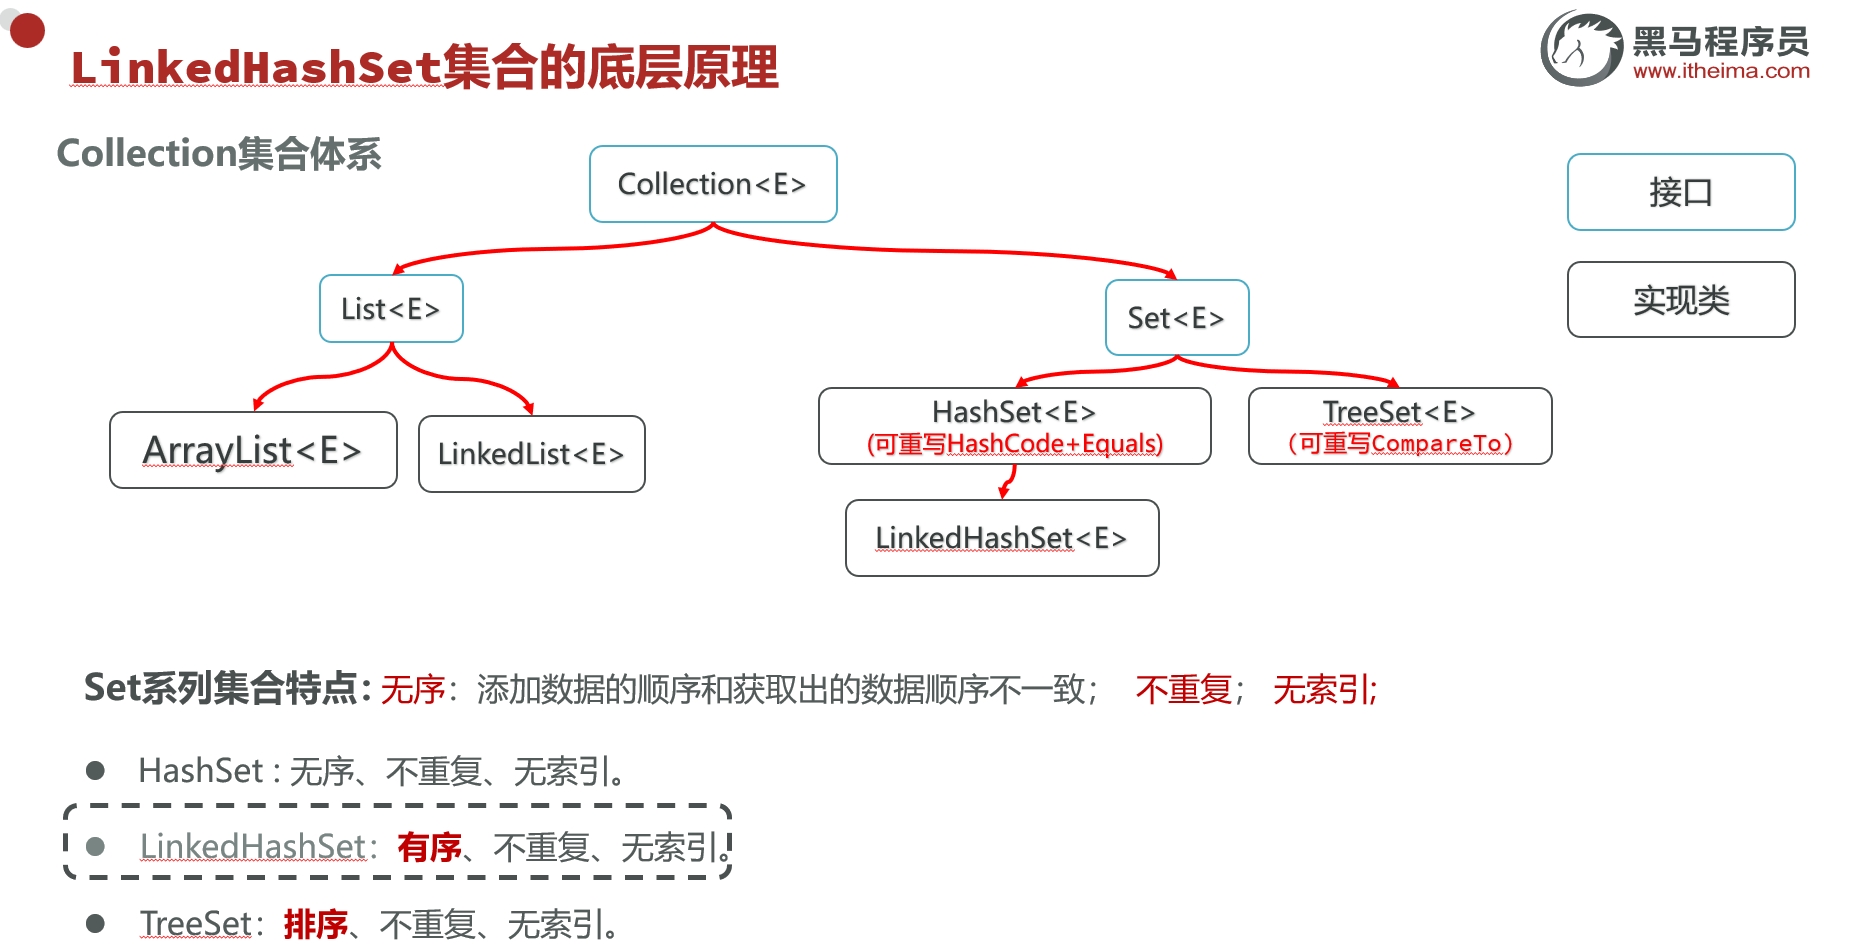 LinkedHashSet集合的底层原理
黑马程序员
www.itheima.com
Collection集合体系
Collection<E>
接口
List<E>
Set<E>
实现类
ArrayList<E>
LinkedList<E>
HashSet<E>
(可重写HashCode+Equals)
TreeSet<E>
（可重写CompareTo）
LinkedHashSet<E>
Set系列集合特点：无序：添加数据的顺序和获取出的数据顺序不一致； 不重复； 无索引;
● HashSet : 无序、不重复、无索引。
● LinkedHashSet：有序、不重复、无索引。
● TreeSet：排序、不重复、无索引。